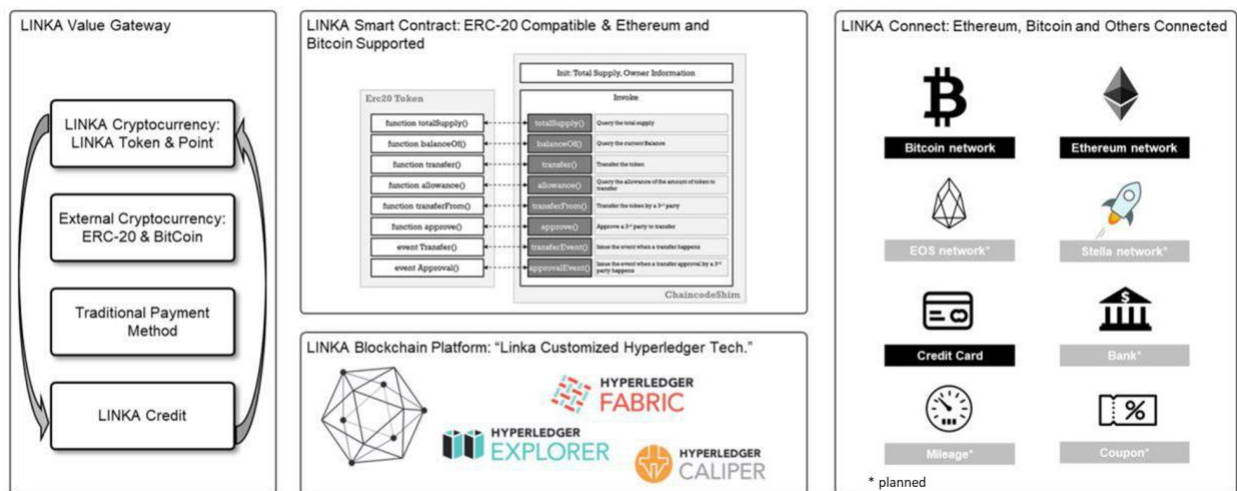 LINKA Value Gateway
LINKA Cryptocurrency:
LINKA Token & Point
External Cryptocurrency:
ERC-20 & BitCoin
Traditional Payment
Method
LINKA Credit
LINKA Smart Contract: ERC-20 Compatible & Ethereum and
Bitcoin Supported
Init: Total Supply, Owner Information
Erc20 Token
Invoke
function totalSupply()
totalSupply()
Query the total supply
function balanceOf()
balanceOf()
Query the current Balance
function transfer()
transfer()
Transfer the token
function allowance()
allowance()
Query the allowance of the amount of token to
transfer
function transferFrom()
transferFrom()
Transfer the token by a 3rd party
function approve()
approve()
Approve a 3rd party to transfer
event Transfer()
transferEvent()
Issue the event when a transfer happens
event Approval()
approvalEvent()
Issue the event when a transfer approval by a 3rd
party happens
ChaincodeShim
LINKA Blockchain Platform: “Linka Customized Hyperledger Tech.”
HYPERLEDGER
FABRIC
HYPERLEDGER
EXPLORER
HYPERLEDGER
CALIPER
LINKA Connect: Ethereum, Bitcoin and Others Connected
Bitcoin network
Ethereum network
EOS network*
Stella network*
Credit Card
$
Bank*
Mileage*
%
Coupon*
* planned